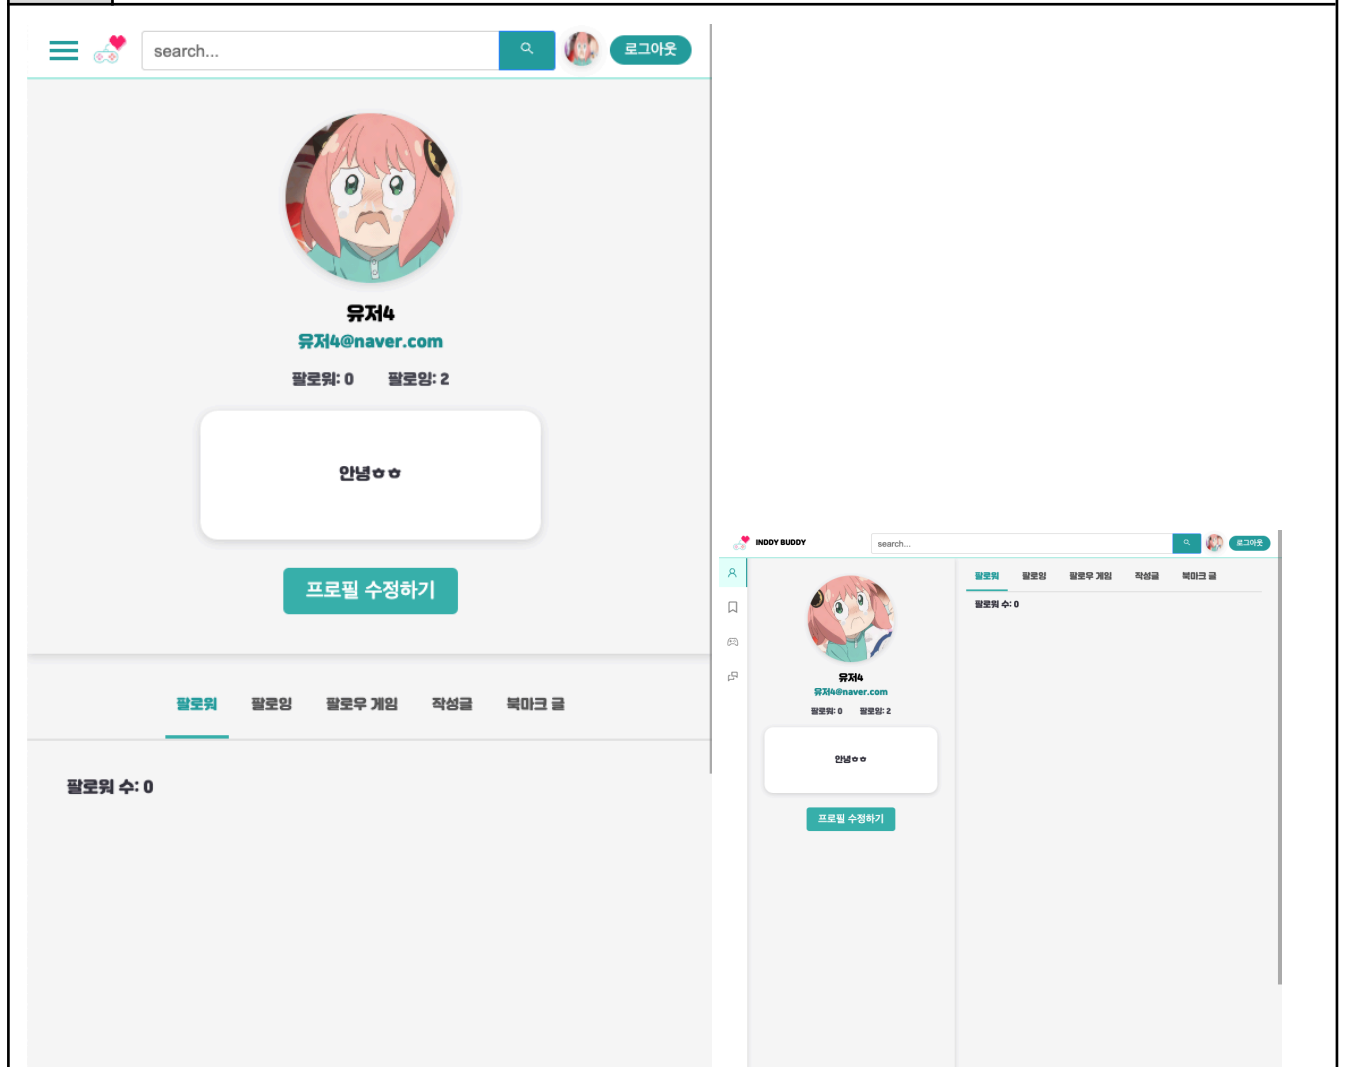 search...
로그아웃
유저4
유저4@naver.com
팔로워: 0 팔로잉: 2
안녕ㅎㅎ
프로필 수정하기
팔로워 팔로잉 팔로우 게임 작성글 북마크 글
팔로워 수: 0
INDDY BUDDY
search...
로그아웃
유저4
유저4@naver.com
팔로워: 0 팔로잉: 2
안녕ㅎㅎ
프로필 수정하기
팔로워 팔로잉 팔로우 게임 작성글 북마크 글
팔로워 수: 0